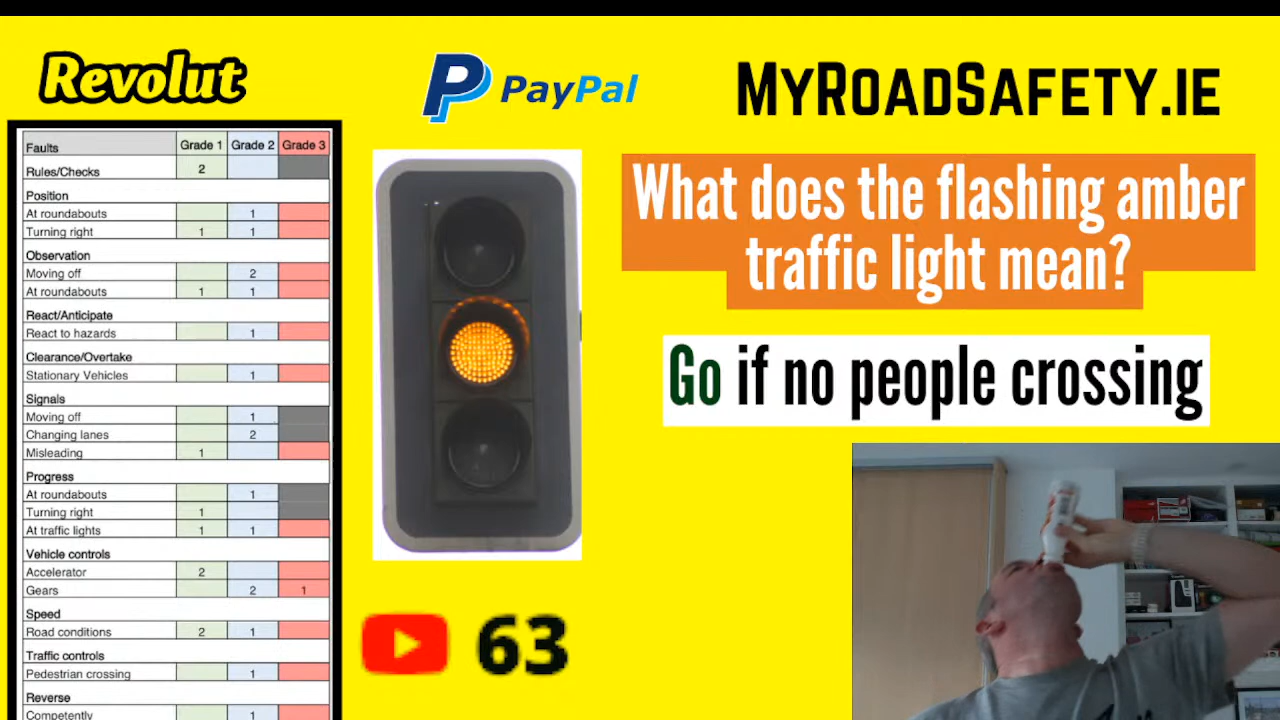 Revolut
PayPal
MYROADSAFETY.IE
Faults Grade 1 Grade 2 Grade 3
Rules/Checks 2
Position
At roundabouts 1
Turning right 1 1
Observation
Moving off 2
At roundabouts 1 1
React/Anticipate
React to hazards 1
Clearance/Overtake
Stationary Vehicles 1
Signals
Moving off 1
Changing lanes 2
Misleading 1
Progress
At roundabouts 1
Turning right 1
At traffic lights 1 1
Vehicle controls
Accelerator 2
Gears 2 1
Speed
Road conditions 2 1
Traffic controls
Pedestrian crossing 1
Reverse
Competently 1
What does the flashing amber
traffic light mean?
Go if no people crossing
63